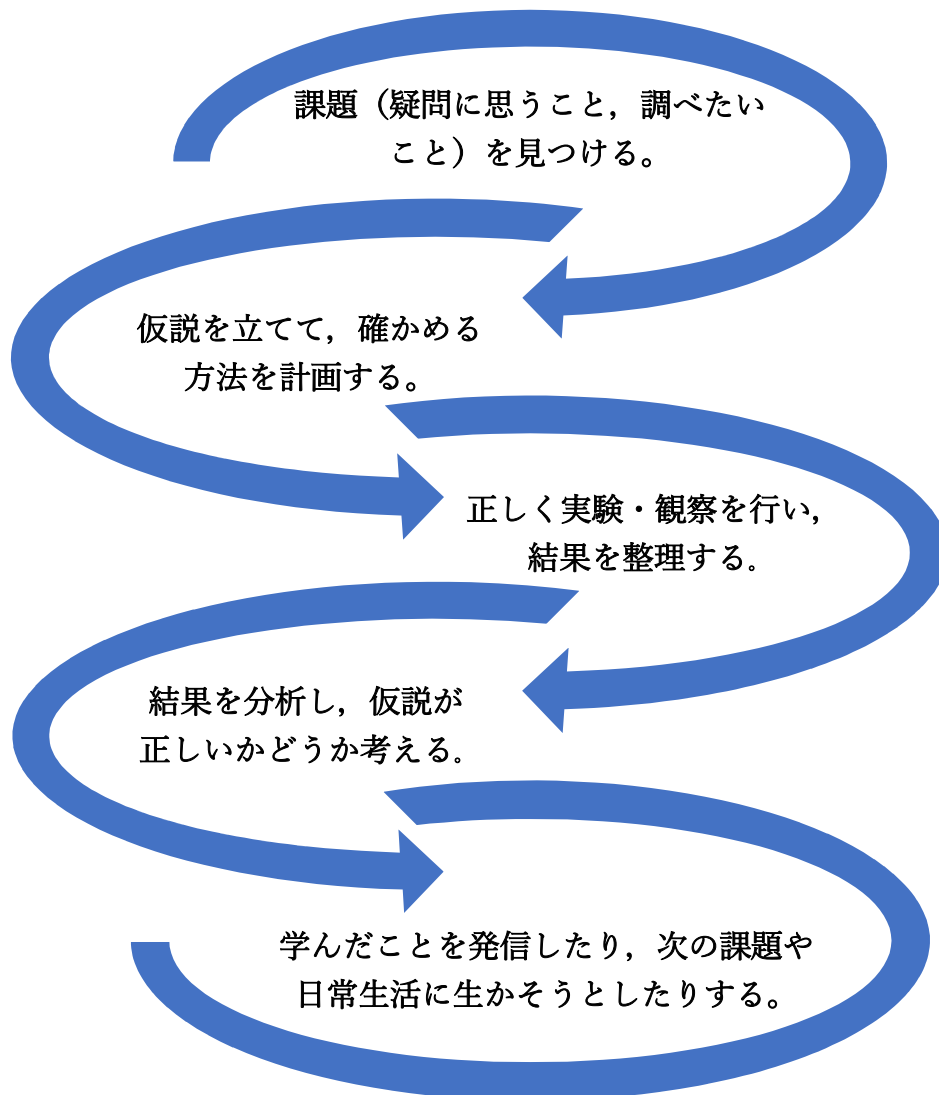 課題（疑問に思うこと，調べたい
こと）を見つける。
仮説を立てて，確かめる
方法を計画する。
正しく実験・観察を行い，
結果を整理する.
結果を分析し，仮説が
正しいかどうか考える.
学んだことを発信したり，次の課題や
日常生活に生かそうとしたりする。